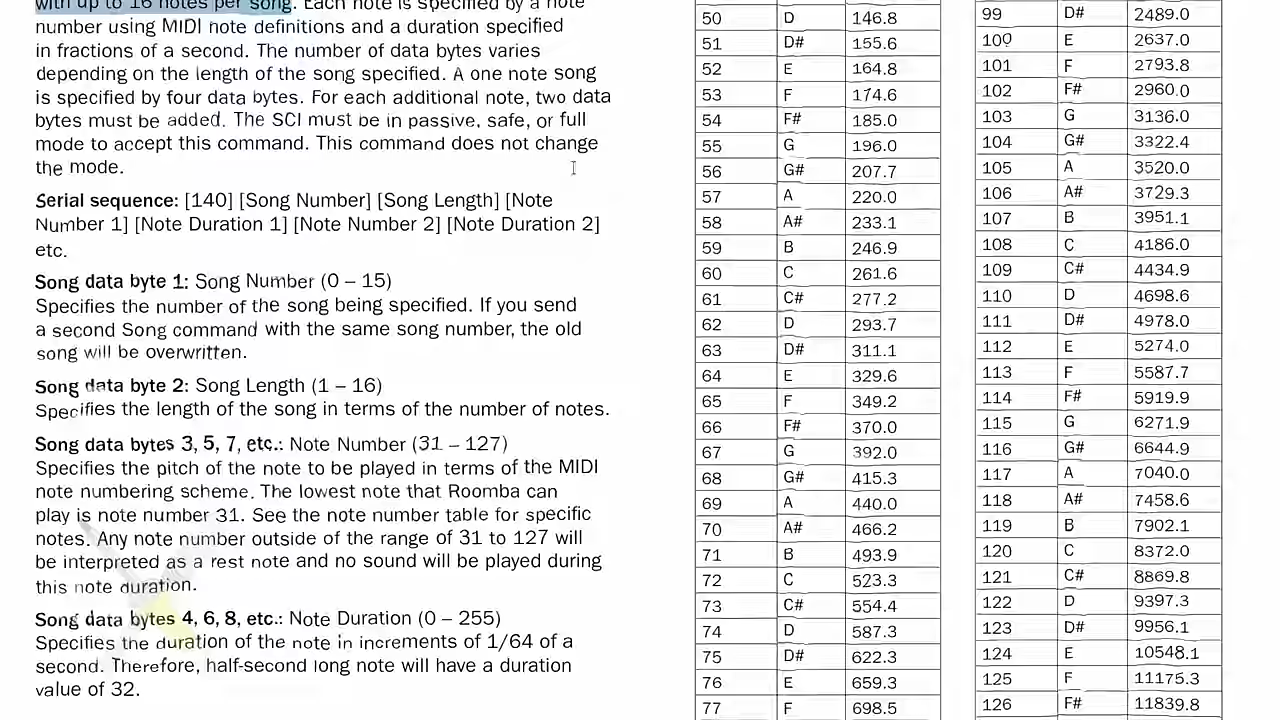 with up to 16 notes per song. Each note is specified by a note
number using MIDI note definitions and a duration specified
in fractions of a second. The number of data bytes varies
depending on the length of the song specified. A one note song
is specified by four data bytes. For each additional note, two data
bytes must be added. The SCI must be in passive, safe, or full
mode to accept this command. This command does not change
the mode.
Serial sequence: [140] [Song Number] [Song Length] [Note
Number 1] [Note Duration 1] [Note Number 2] [Note Duration 2]
etc.
Song data byte 1: Song Number (0 – 15)
Specifies the number of the song being specified. If you send
a second Song command with the same song number, the old
song will be overwritten.
Song data byte 2: Song Length (1 – 16)
Specifies the length of the song in terms of the number of notes.
Song data bytes 3, 5, 7, etc.: Note Number (31 – 127)
Specifies the pitch of the note to be played in terms of the MIDI
note numbering scheme. The lowest note that Roomba can
play is note number 31. See the note number table for specific
notes. Any note number outside of the range of 31 to 127 will
be interpreted as a rest note and no sound will be played during
this note duration.
Song data bytes 4, 6, 8, etc.: Note Duration (0 – 255)
Specifies the duration of the note in increments of 1/64 of a
second. Therefore, half-second long note will have a duration
value of 32.
50 D 146.8
51 D# 155.6
52 E 164.8
53 F 174.6
54 F# 185.0
55 G 196.0
56 G# 207.7
57 A 220.0
58 A# 233.1
59 B 246.9
60 C 261.6
61 C# 277.2
62 D 293.7
63 D# 311.1
64 E 329.6
65 F 349.2
66 F# 370.0
67 G 392.0
68 G# 415.3
69 A 440.0
70 A# 466.2
71 B 493.9
72 C 523.3
73 C# 554.4
74 D 587.3
75 D# 622.3
76 E 659.3
77 F 698.5
99 D# 2489.0
100 E 2637.0
101 F 2793.8
102 F# 2960.0
103 G 3136.0
104 G# 3322.4
105 A 3520.0
106 A# 3729.3
107 B 3951.1
108 C 4186.0
109 C# 4434.9
110 D 4698.6
111 D# 4978.0
112 E 5274.0
113 F 5587.7
114 F# 5919.9
115 G 6271.9
116 G# 6644.9
117 A 7040.0
118 A# 7458.6
119 B 7902.1
120 C 8372.0
121 C# 8869.8
122 D 9397.3
123 D# 9956.1
124 E 10548.1
125 F 11175.3
126 F# 11839.8